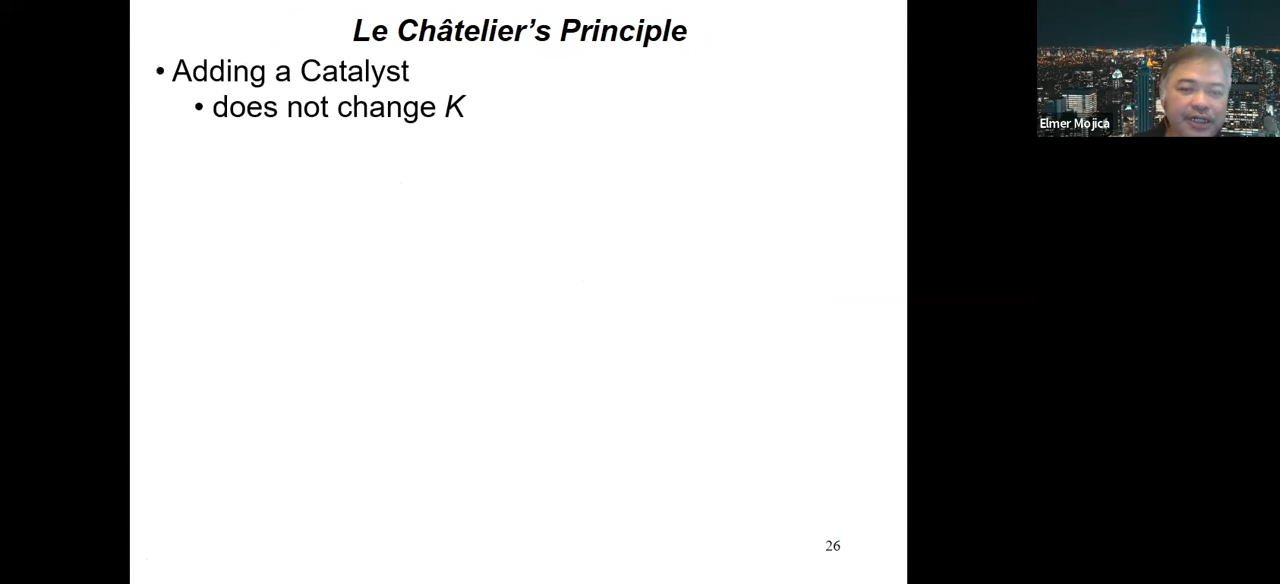 Le Châtelier’s Principle
• Adding a Catalyst
• does not change K
Elmer Mojica
26